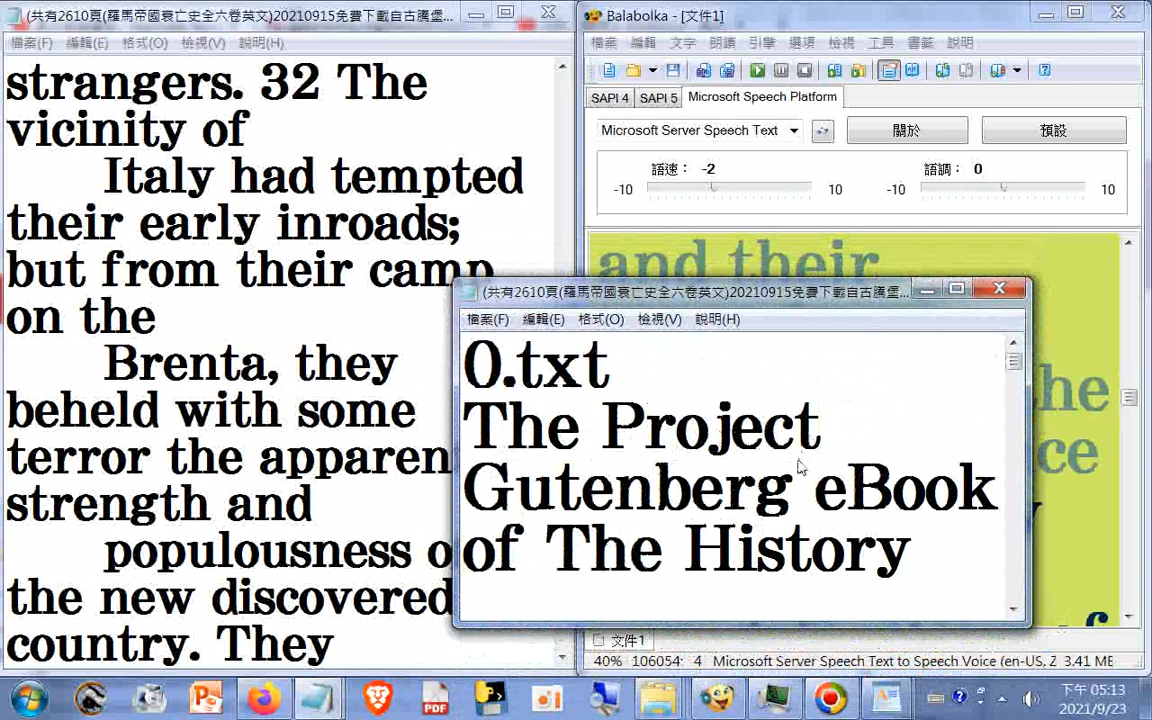 (共有2610頁(羅馬帝國衰亡史全六卷英文)20210915免費下載自古騰堡...
檔案(F) 編輯(E) 格式(O) 檢視(V) 說明(H)
strangers. 32 The
vicinity of
Italy had tempted
their early inroads;
but from their camp
on the
Brenta, they
beheld with some
terror the apparen
strength and
populousness o
the new discovered
country. They
Balabolka - [文件1]
檔案 編輯 文字 朗讀 引擎 選項 檢視 工具 書籤 說明
SAPI 4 SAPI 5 Microsoft Speech Platform
Microsoft Server Speech Text 關於 預設
語速: -2 語調: 0
-10 10 -10 10
and their
he
ce
(共有2610頁(羅馬帝國衰亡史全六卷英文)20210915免費下載自古騰堡...
檔案(F) 編輯(E) 格式(O) 檢視(V) 說明(H)
0.txt
The Project
Gutenberg eBook
of The History
文件1
40% 106054: 4 Microsoft Server Speech Text to Speech Voice (en-US, Z 3.41 ME
PDF
下午 05:13
2021/9/23